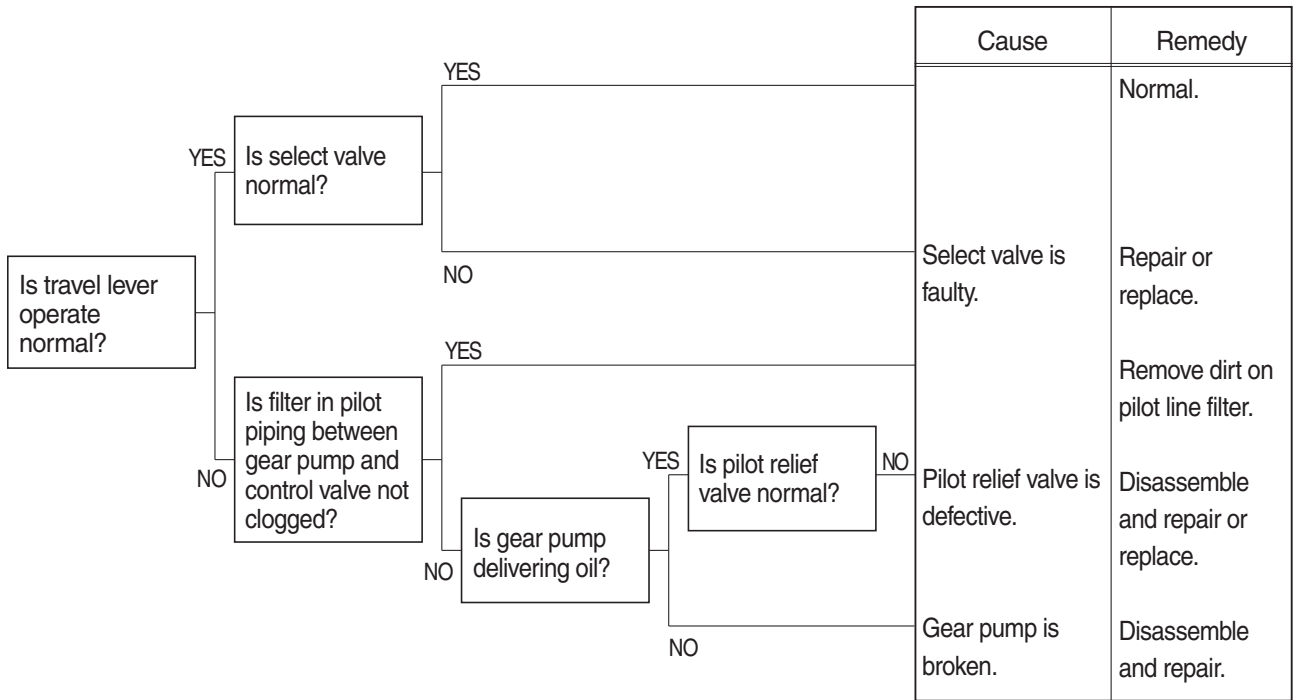 Cause
Remedy
YES
Normal.
YES
Is select valve
normal?
NO
Select valve is
faulty.
Repair or
replace.
Is travel lever
operate
normal?
YES
Remove dirt on
pilot line filter.
NO
Is filter in pilot
piping between
gear pump and
control valve not
clogged?
YES
Is pilot relief
valve normal?
NO
Pilot relief valve is
defective.
Disassemble
and repair or
replace.
NO
Is gear pump
delivering oil?
NO
Gear pump is
broken.
Disassemble
and repair.